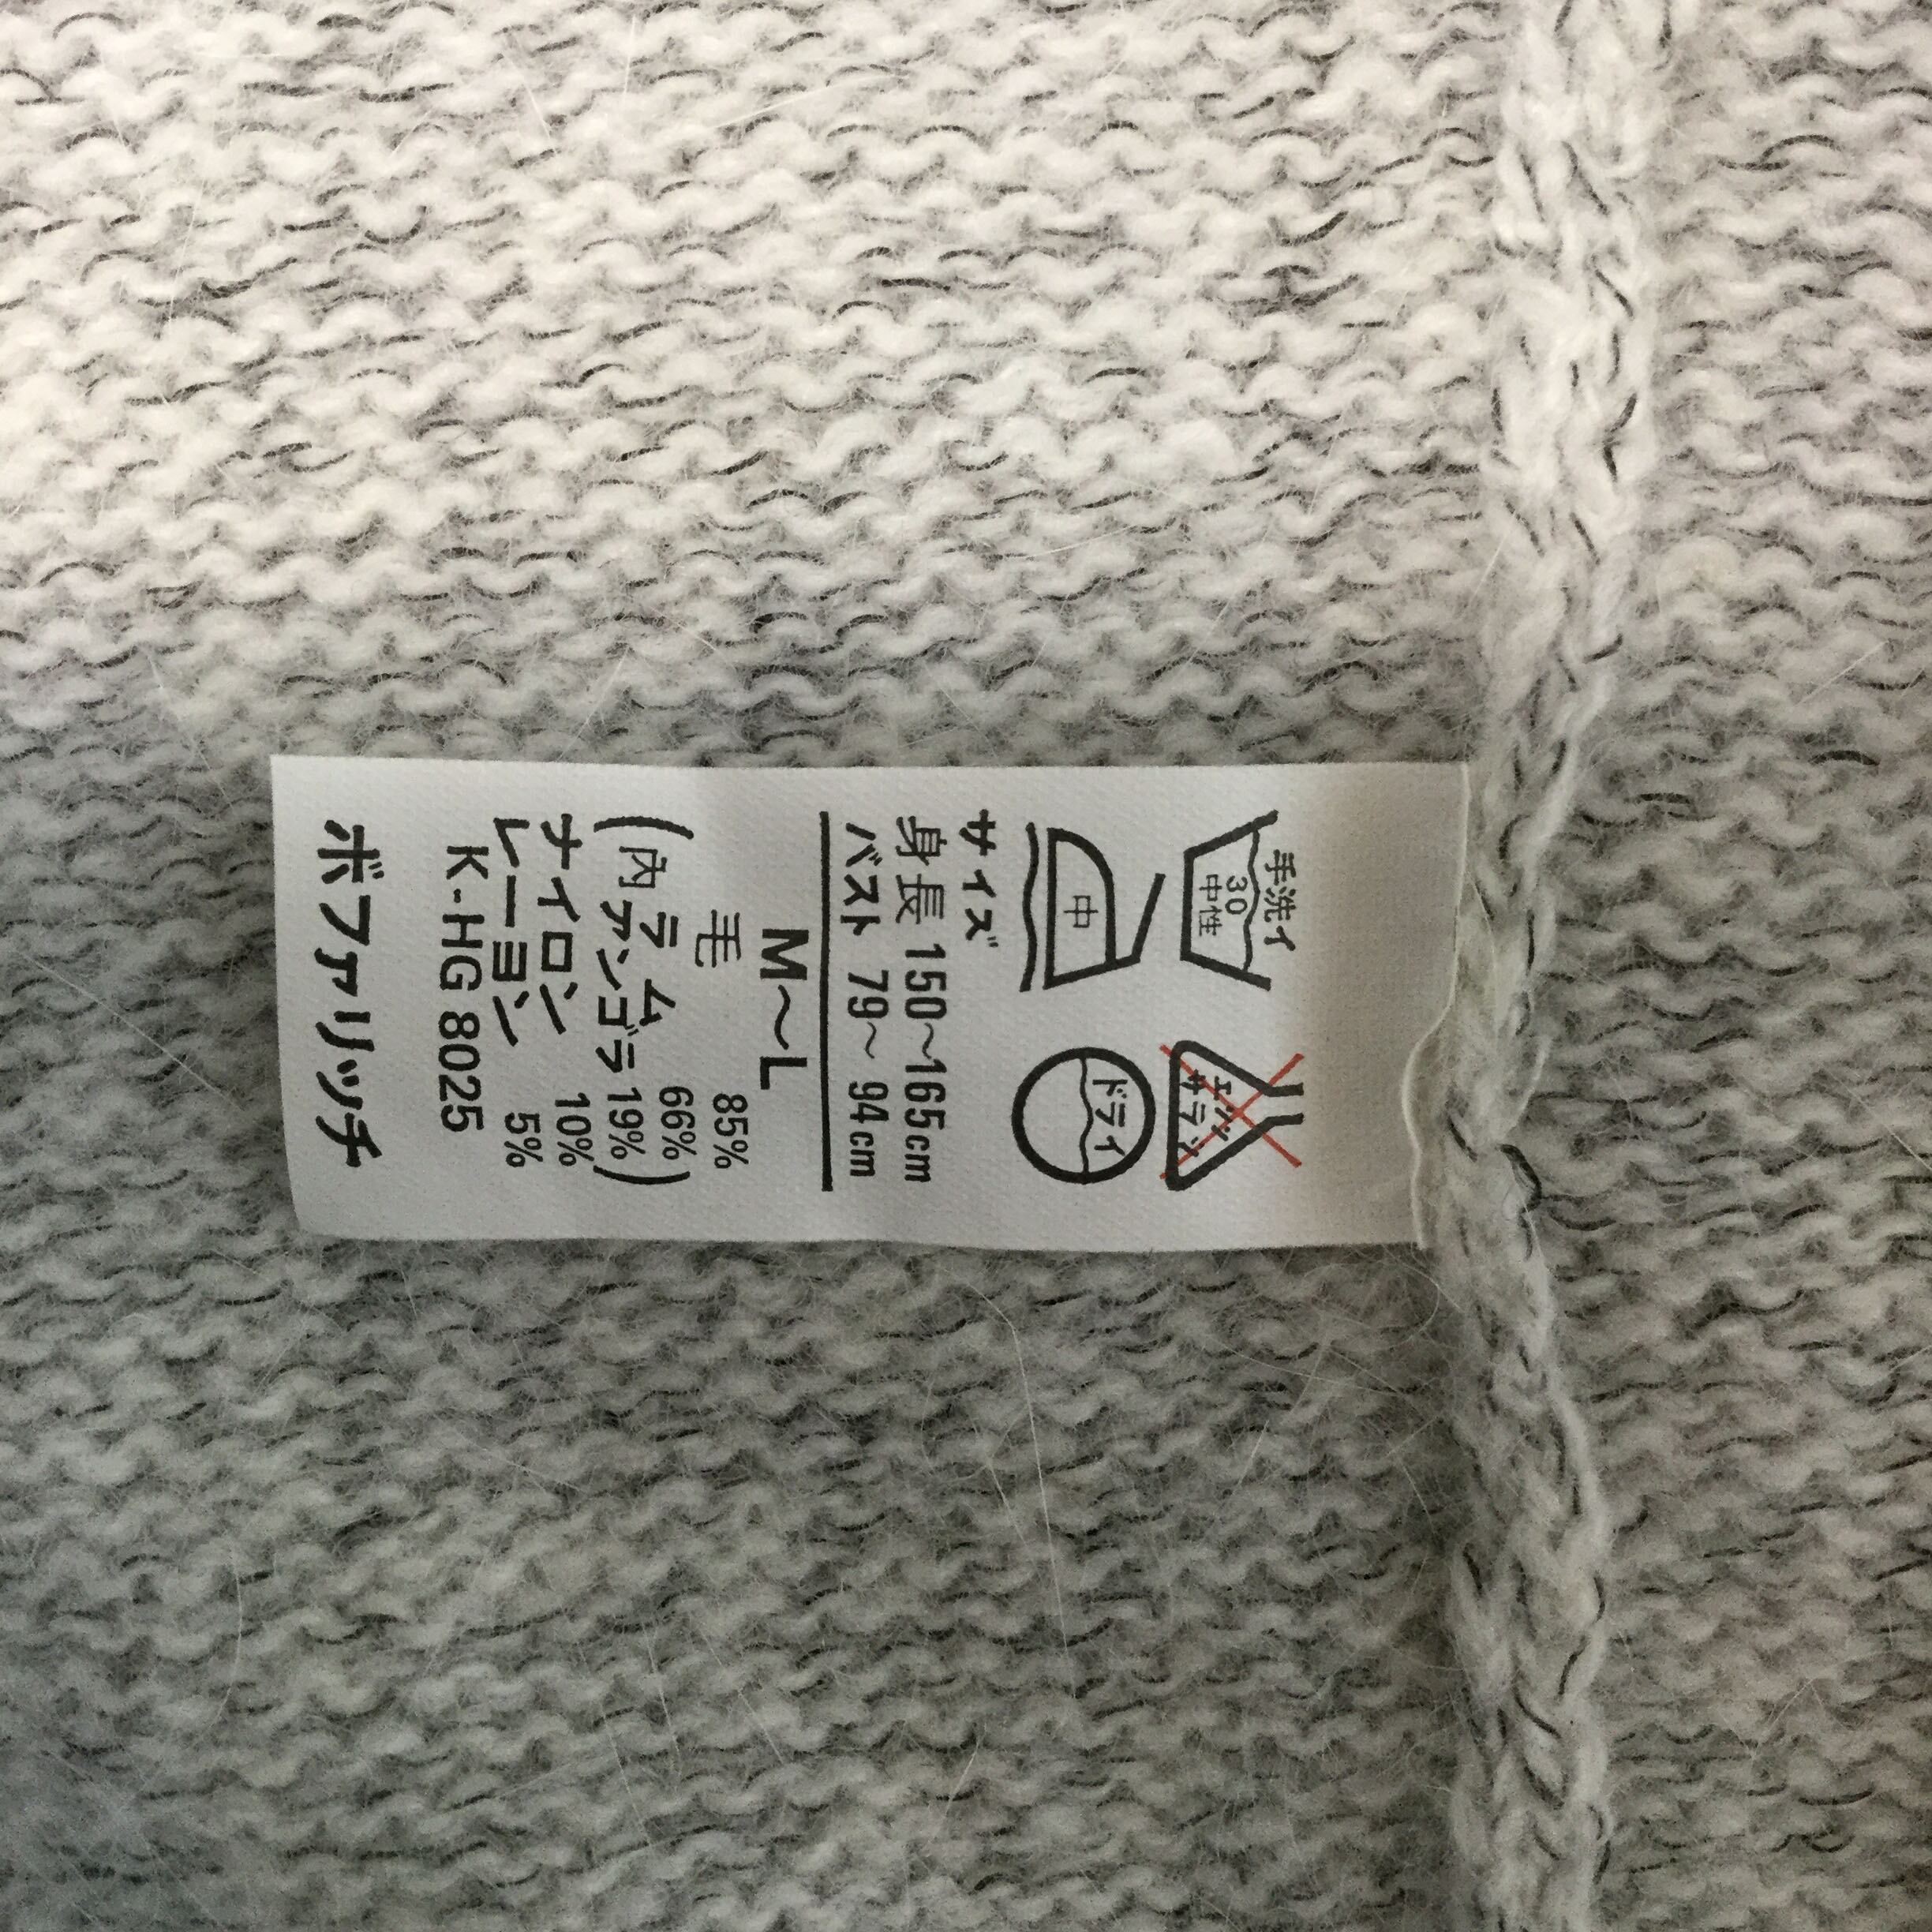 手洗イ
30
中性
エンソ
サラシ
中
ドライ
サイズ
身長 150～165cm
バスト 79～ 94cm
M～L
毛 85%
(内 ラム 66%
アンゴラ 19%)
ナイロン 10%
レーヨン 5%
K-HG 8025
ボファリッチ